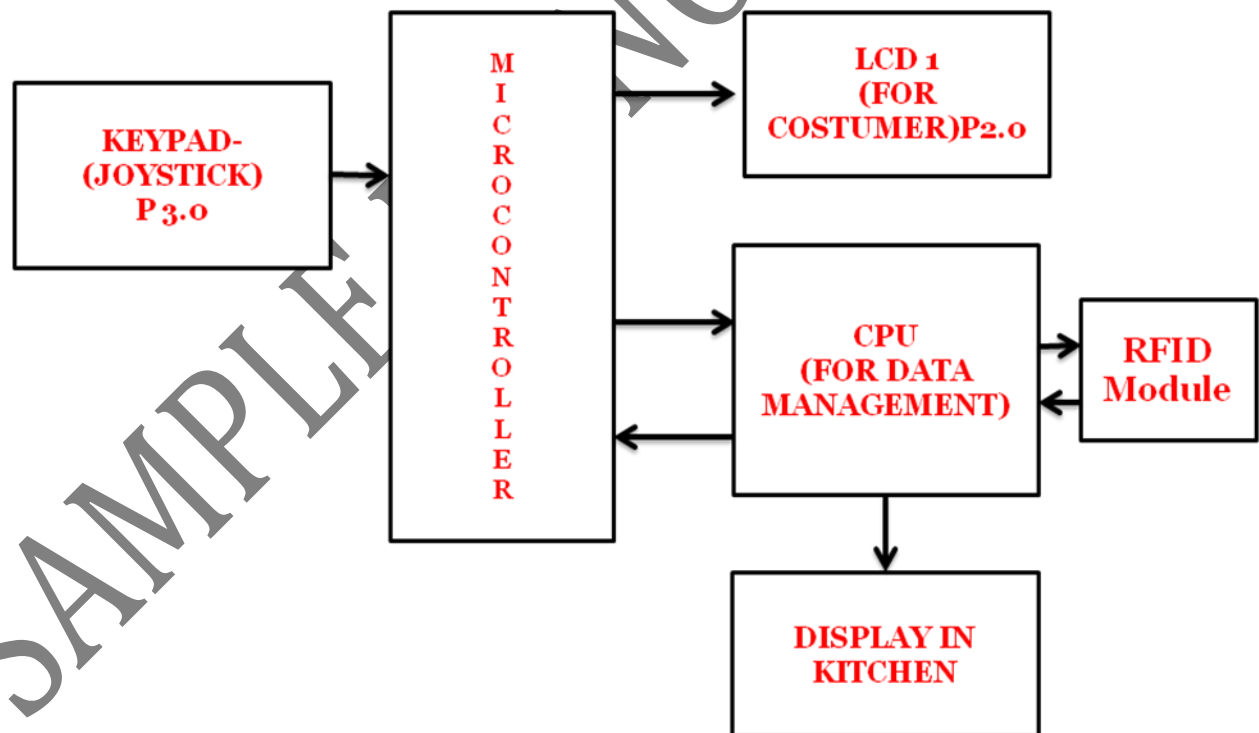 KEYPAD-
(JOYSTICK)
P 3.0
M
I
C
R
O
C
O
N
T
R
O
L
L
E
R
LCD 1
(FOR
COSTUMER)P2.0
CPU
(FOR DATA
MANAGEMENT)
RFID
Module
DISPLAY IN
KITCHEN
SAMPLE